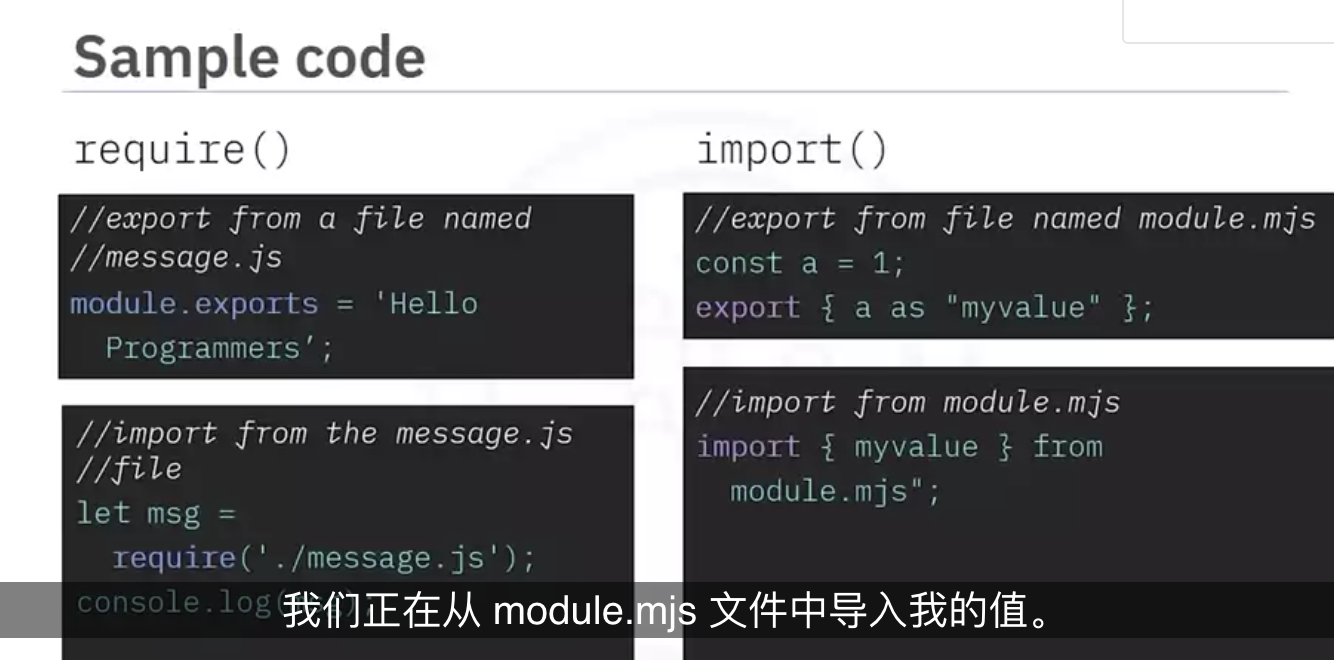 Sample code
require()
//export from a file named
//message.js
module.exports = 'Hello
Programmers’;
//import from the message.js
//file
let msg =
require('./message.js');
console.log(
import()
//export from file named module.mjs
const a = 1;
export { a as "myvalue" };
//import from module.mjs
import { myvalue } from
module.mjs";
我们正在从 module.mjs 文件中导入我的值。